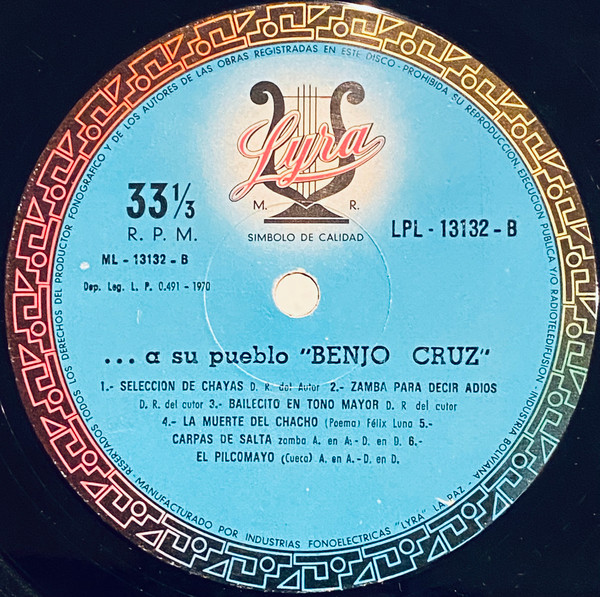 RESERVADOS TODOS LOS DERECHOS DEL PRODUCTOR FONOGRAFICO Y DE LOS AUTORES DE LAS OBRAS REGISTRADAS EN ESTE DISCO - PROHIBIDA SU REPRODUCCION, EJECUCION PUBLICA Y/O RADIOTELEDIFUSION - INDUSTRIA BOLIVIANA -
Lyra
M. R.
SIMBOLO DE CALIDAD
33 1/3
R. P. M.
LPL - 13132 - B
ML - 13132 - B
Dep. Leg. L. P. 0.491 - 1970
... a su pueblo "BENJO CRUZ"
1.- SELECCION DE CHAYAS D. R. del Autor 2.- ZAMBA PARA DECIR ADIOS
D. R. del autor 3.- BAILECITO EN TONO MAYOR D. R del autor
4.- LA MUERTE DEL CHACHO (Poema) Félix Luna 5.-
CARPAS DE SALTA zamba A. en A.- D. en D. 6.-
EL PILCOMAYO (Cueca) A. en A.- D. en D.
MANUFACTURADO POR INDUSTRIAS FONOELECTRICAS "LYRA" LA PAZ -